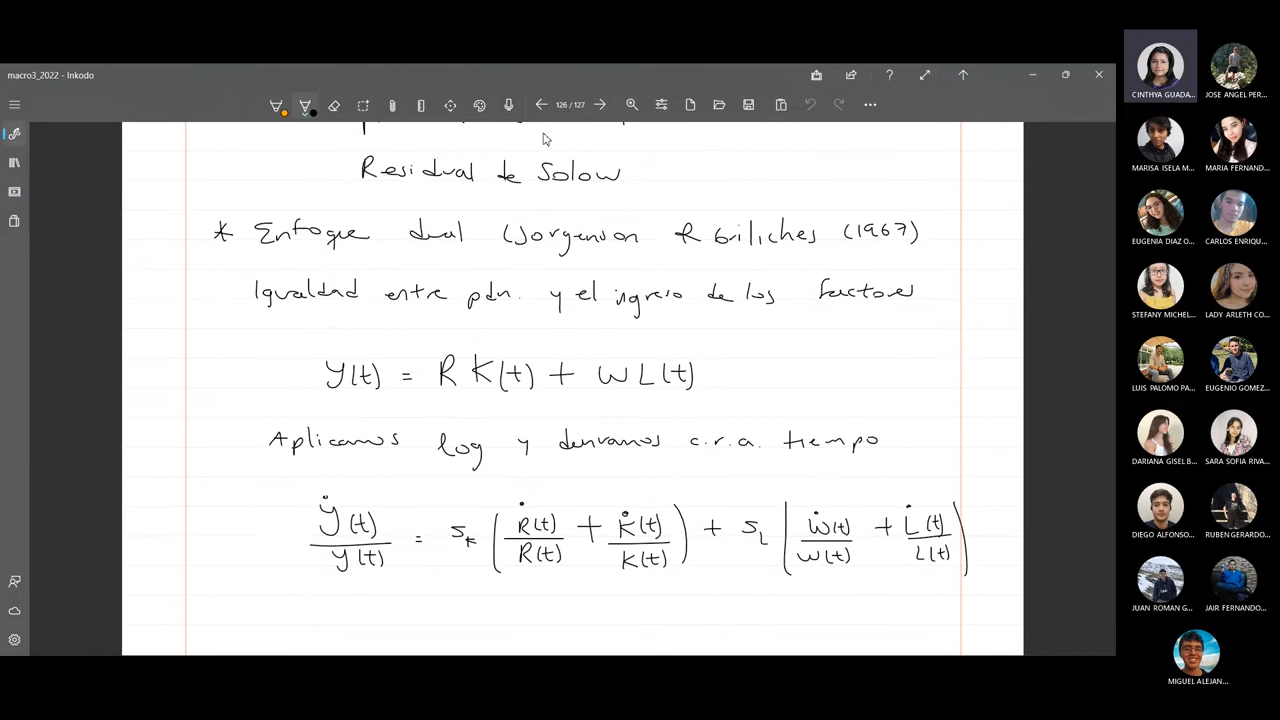 macro3_2022 - Inkodo
126 / 127
Residual de Solow
* Enfoque dual (Jorgenson & Griliches (1967)
Igualdad entre pdn. y el ingreso de los factores
Y(t) = R K(t) + W L(t)
Aplicamos log y derivamos c.r.a. tiempo
Ẏ(t)/Y(t) = S_K (Ṙ(t)/R(t) + K̇(t)/K(t)) + S_L (Ẇ(t)/W(t) + L̇(t)/L(t))
CINTHYA GUADA...
JOSE ANGEL PER...
MARISA ISELA M...
MARIA FERNAND...
EUGENIA DIAZ O...
CARLOS ENRIQU...
STEFANY MICHEL...
LADY ARLETH CO...
LUIS PALOMO PA...
EUGENIO GOMEZ...
DARIANA GISEL B...
SARA SOFIA RIVA...
DIEGO ALFONSO...
RUBEN GERARDO...
JUAN ROMAN G...
JAIR FERNANDO...
MIGUEL ALEJAN...